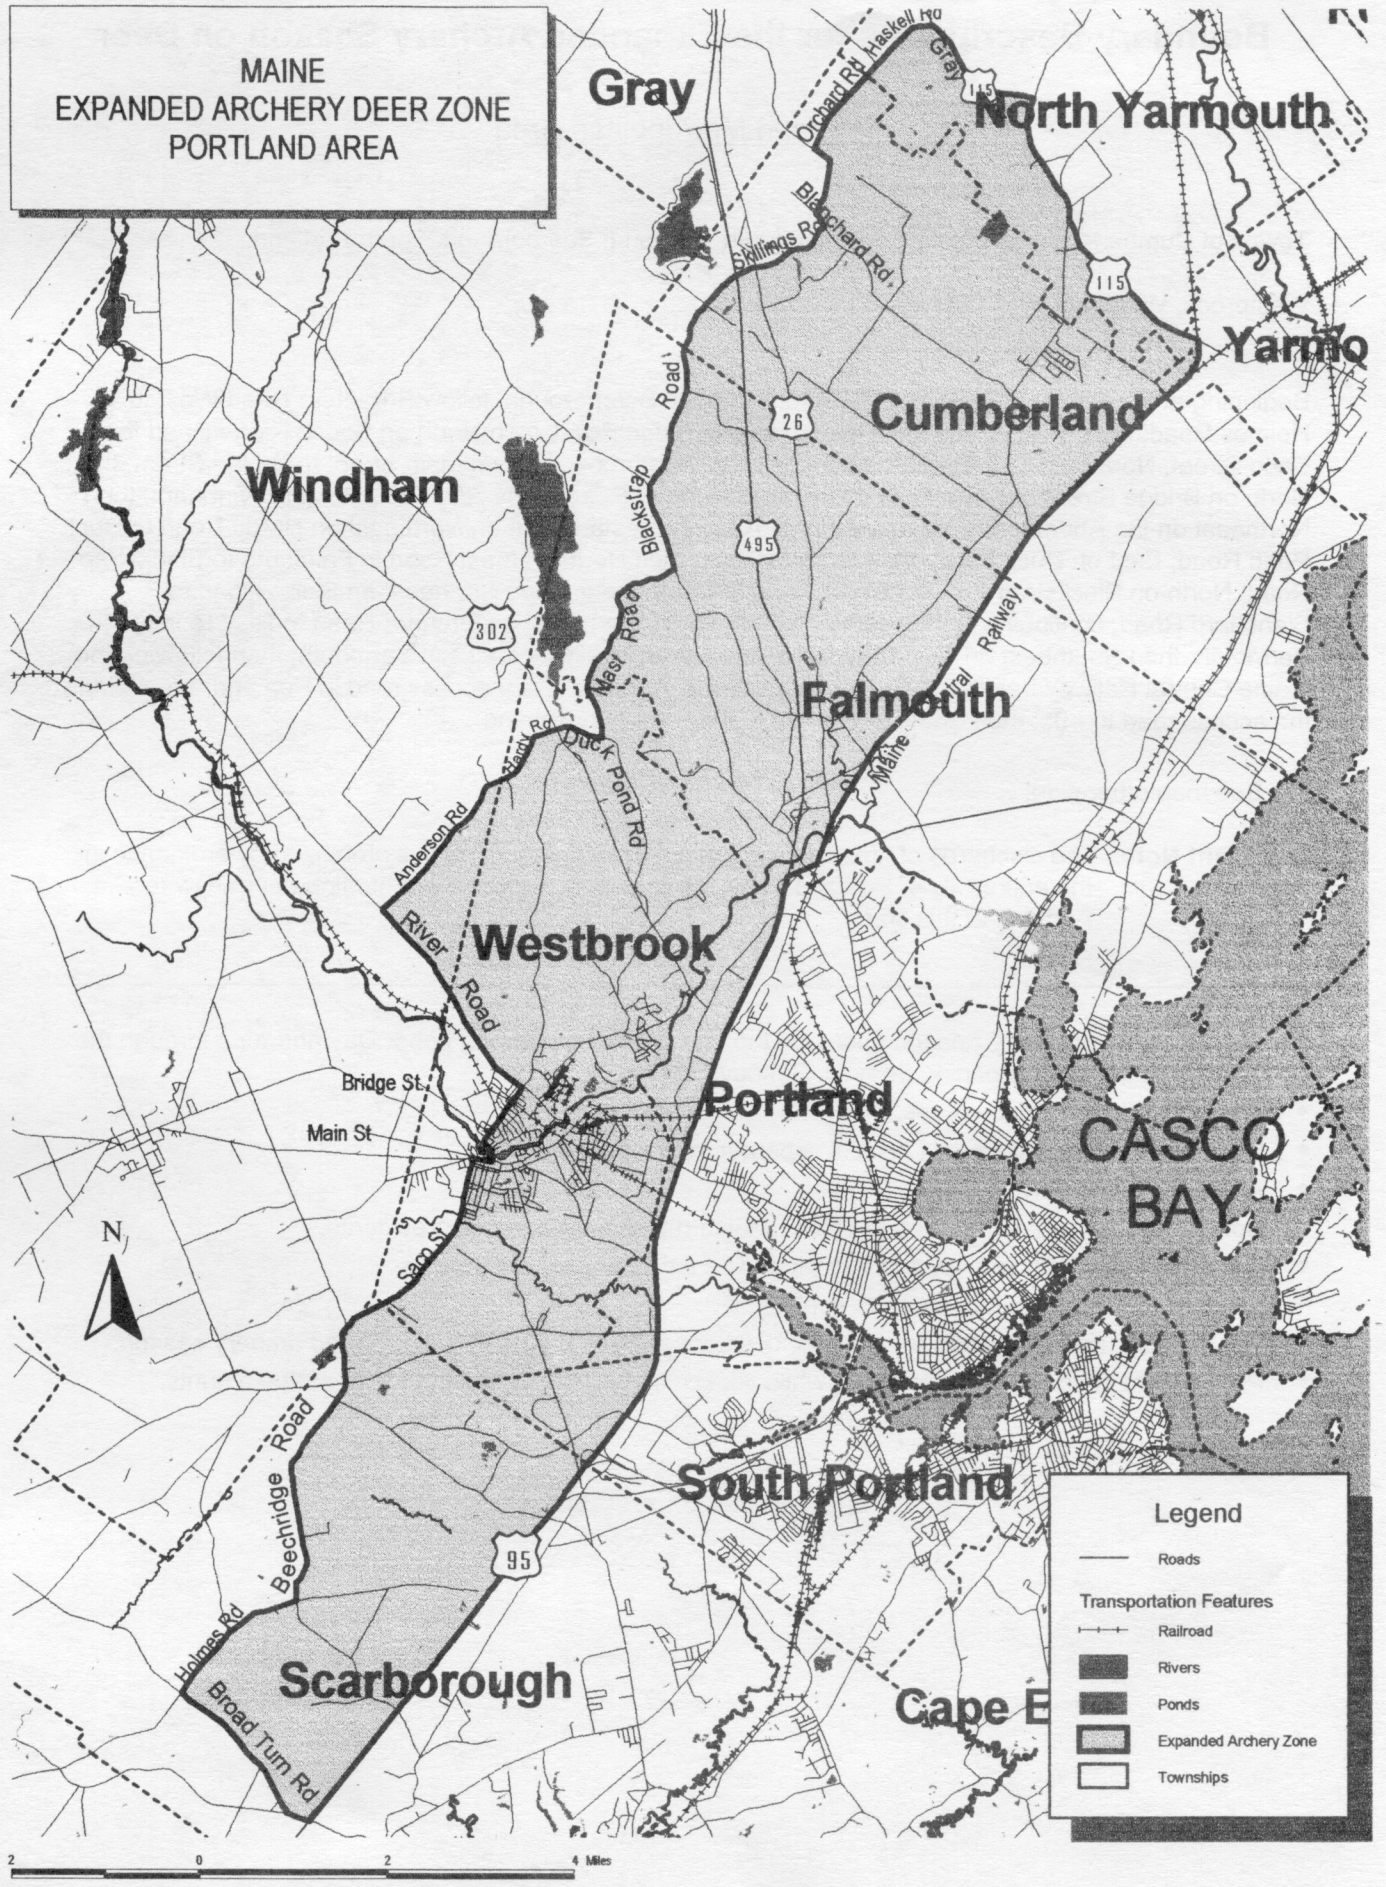 MAINE
EXPANDED ARCHERY DEER ZONE
PORTLAND AREA
Gray
Orchard Rd
Haskell Rd
Gray
115
North Yarmouth
Blanchard Rd
Skillings Rd
115
Yarmo
Road
26
Cumberland
Windham
Blackstrap
495
302
Mast Road
Railway
Falmouth
Maine
Hardy Rd
Duck Pond Rd
Anderson Rd
River
Road
Westbrook
Bridge St
Portland
Main St
CASCO
BAY
N
Saco St
Beechridge Road
South Portland
95
Holmes Rd
Scarborough
Broad Turn Rd
Cape E
Legend
Roads
Transportation Features
Railroad
Rivers
Ponds
Expanded Archery Zone
Townships
2 0 2 4 Miles